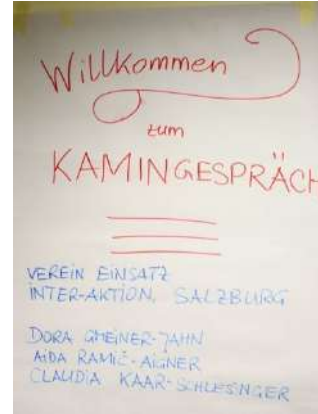 Willkommen
zum
KAMINGESPRÄCH
VEREIN EINSATZ
INTER-AKTION, SALZBURG
DORA GMEINER-JAHN
AIDA RAMIĆ-AIGNER
CLAUDIA KAAR-SCHLESINGER